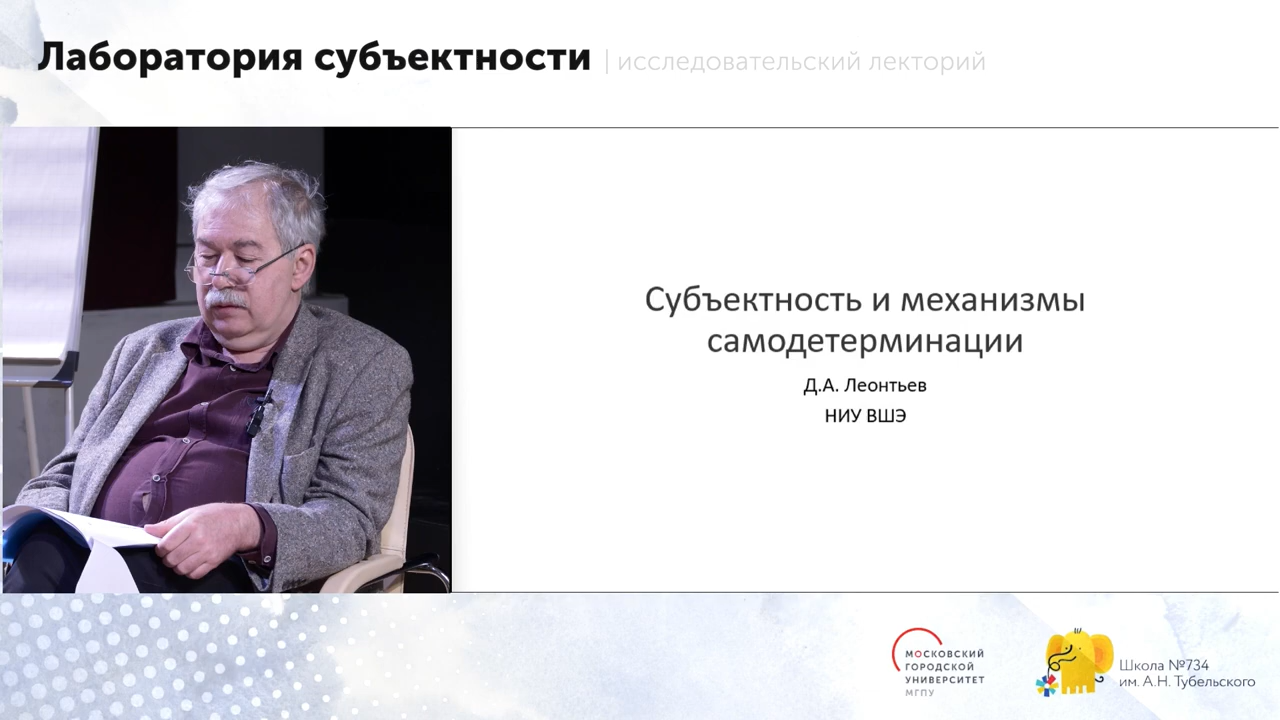 Лаборатория субъектности | исследовательский лекторий
Субъектность и механизмы
самодетерминации
Д.А. Леонтьев
НИУ ВШЭ
МОСКОВСКИЙ
ГОРОДСКОЙ
УНИВЕРСИТЕТ
МГПУ
Школа №734
им. А.Н. Тубельского